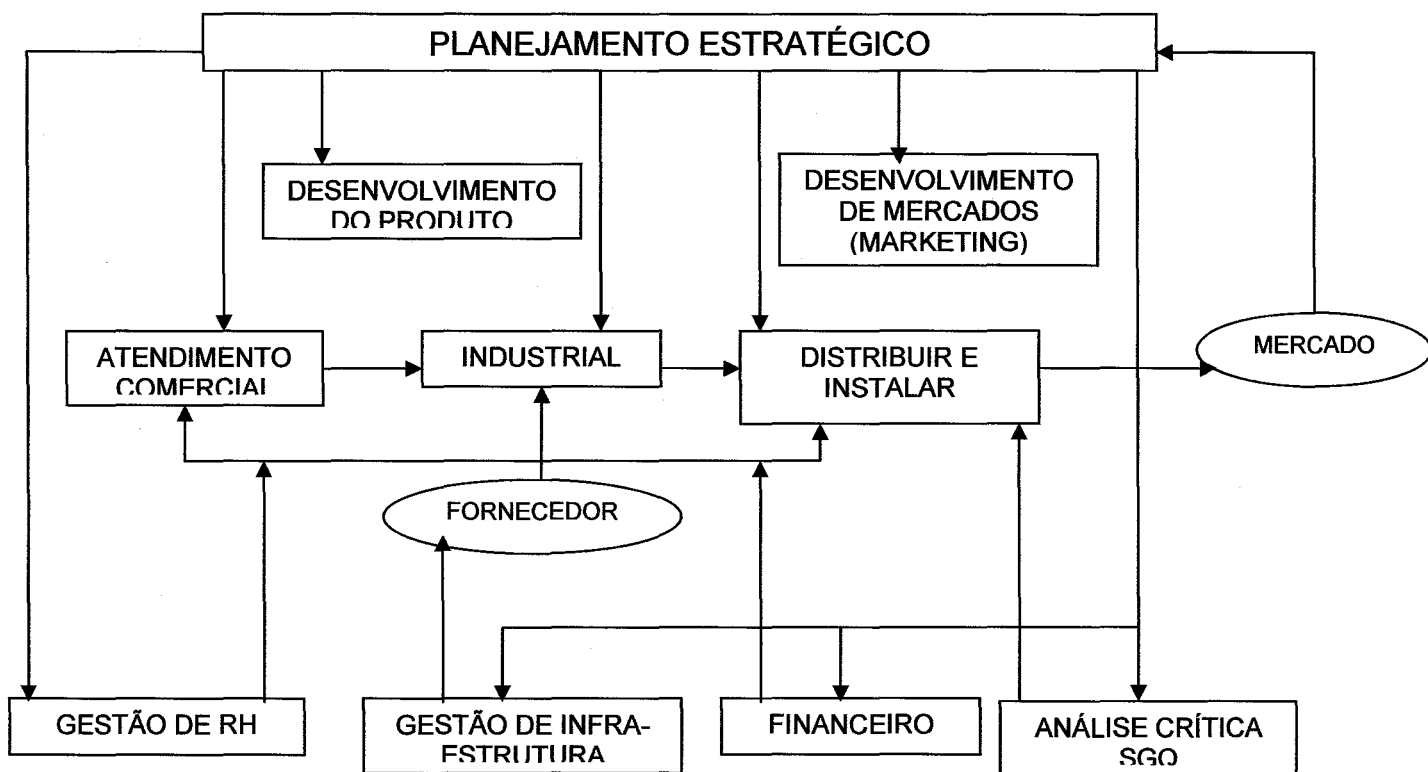 PLANEJAMENTO ESTRATÉGICO
DESENVOLVIMENTO
DO PRODUTO
DESENVOLVIMENTO
DE MERCADOS
(MARKETING)
ATENDIMENTO
COMERCIAL
INDUSTRIAL
DISTRIBUIR E
INSTALAR
MERCADO
FORNECEDOR
GESTÃO DE RH
GESTÃO DE INFRA-
ESTRUTURA
FINANCEIRO
ANÁLISE CRÍTICA
SGQ